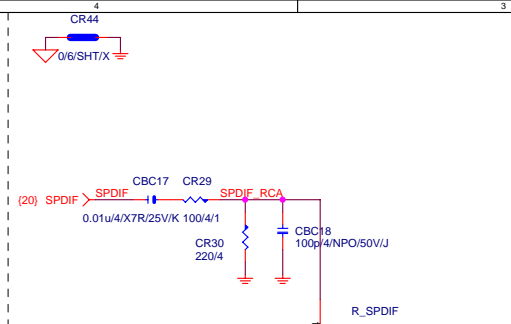 4 3
CR44
0/6/SHT/X
CBC17 CR29
{20} SPDIF SPDIF SPDIF_RCA
0.01u/4/X7R/25V/K 100/4/1
CR30 CBC18
220/4 100p/4/NPO/50V/J
R_SPDIF